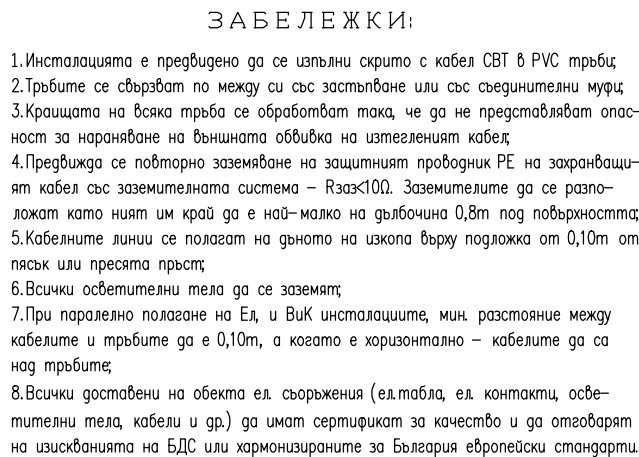 ЗАБЕЛЕЖКИ:
1.Инсталацията е предвидено да се изпълни скрито с кабел СВТ в PVC тръби;
2.Тръбите се свързват по между си със застъпване или със съединителни муфи;
3.Краищата на всяка тръба се обработват така, че да не представляват опас-
ност за нараняване на външната обвивка на изтегленият кабел;
4.Предвижда се повторно заземяване на защитният проводник PE на захранващи-
ят кабел със заземителната система – Rзаз<10Ω. Заземителите да се разпо-
ложат като ният им край да е най-малко на дълбочина 0,8m под повърхността;
5.Кабелните линии се полагат на дъното на изкопа върху подложка от 0,10m от
пясък или пресята пръст;
6.Всички осветителни тела да се заземят;
7.При паралелно полагане на Ел, и ВиК инсталациите, мин. разстояние между
кабелите и тръбите да е 0,10m, а когато е хоризонтално – кабелите да са
над тръбите;
8.Всички доставени на обекта ел. съоръжения (ел.табла, ел. контакти, осве-
тителни тела, кабели и др.) да имат сертификат за качество и да отговарят
на изискванията на БДС или хармонизираните за България европейски стандарти.